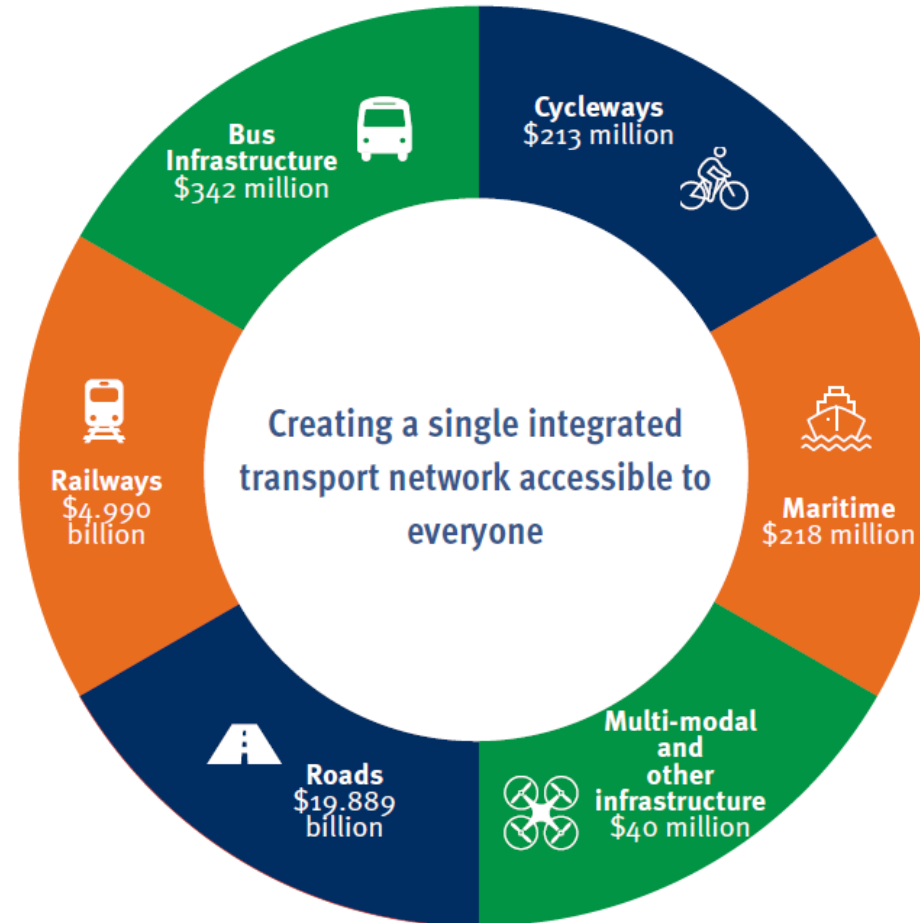 Cycleways
$213 million
Maritime
$218 million
Multi-modal
and
other
infrastructure
$40 million
Roads
$19.889
billion
Railways
$4.990
billion
Bus
Infrastructure
$342 million
Creating a single integrated
transport network accessible to
everyone